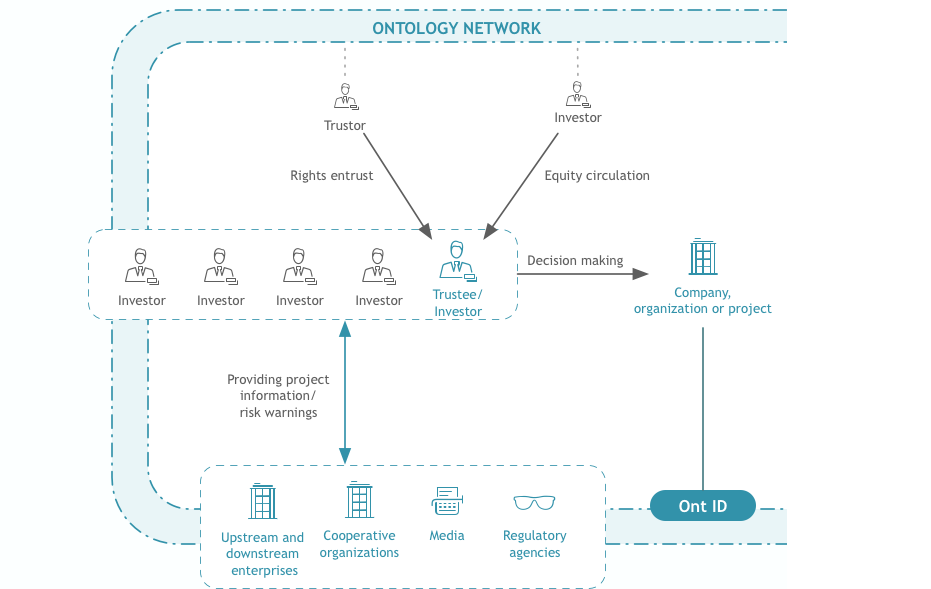 ONTOLOGY NETWORK
Trustor
Investor
Rights entrust
Equity circulation
Investor
Investor
Investor
Investor
Trustee/
Investor
Decision making
Company,
organization or project
Providing project
information/
risk warnings
Upstream and
downstream
enterprises
Cooperative
organizations
Media
Regulatory
agencies
Ont ID